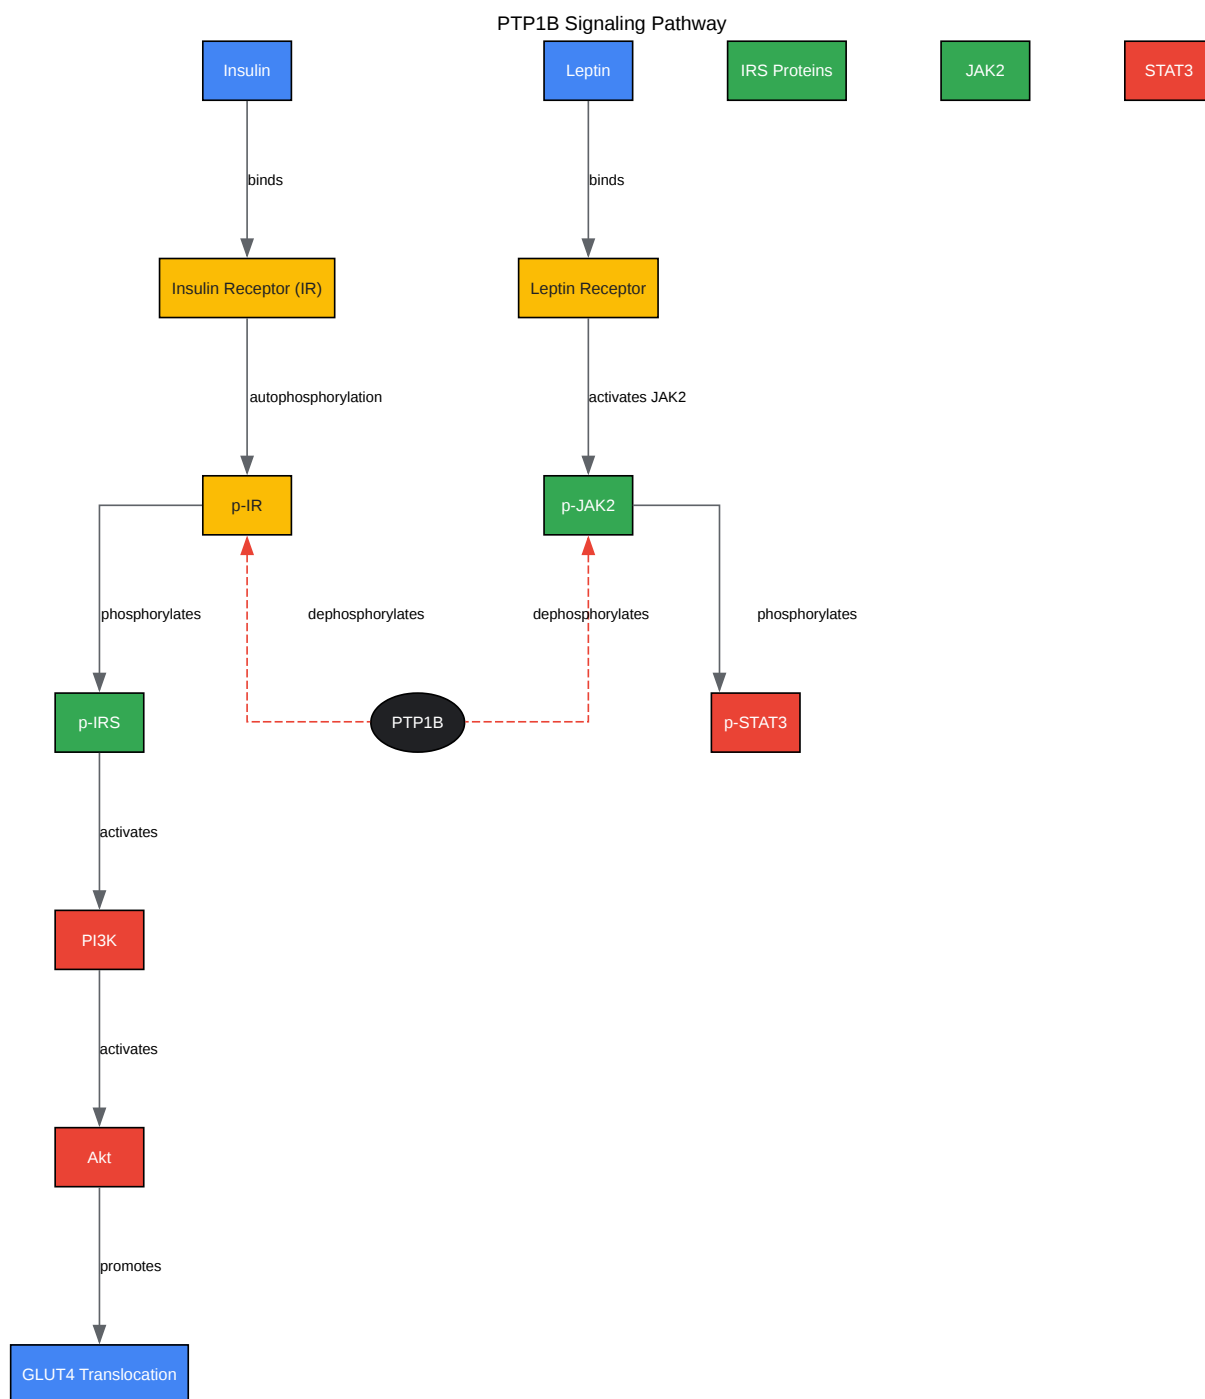 PTP1B Signaling Pathway
Insulin
Leptin
IRS Proteins
JAK2
STAT3
binds
binds
Insulin Receptor (IR)
Leptin Receptor
autophosphorylation
activates JAK2
p-IR
p-JAK2
phosphorylates
dephosphorylates
dephosphorylates
phosphorylates
p-IRS
PTP1B
p-STAT3
activates
PI3K
activates
Akt
promotes
GLUT4 Translocation